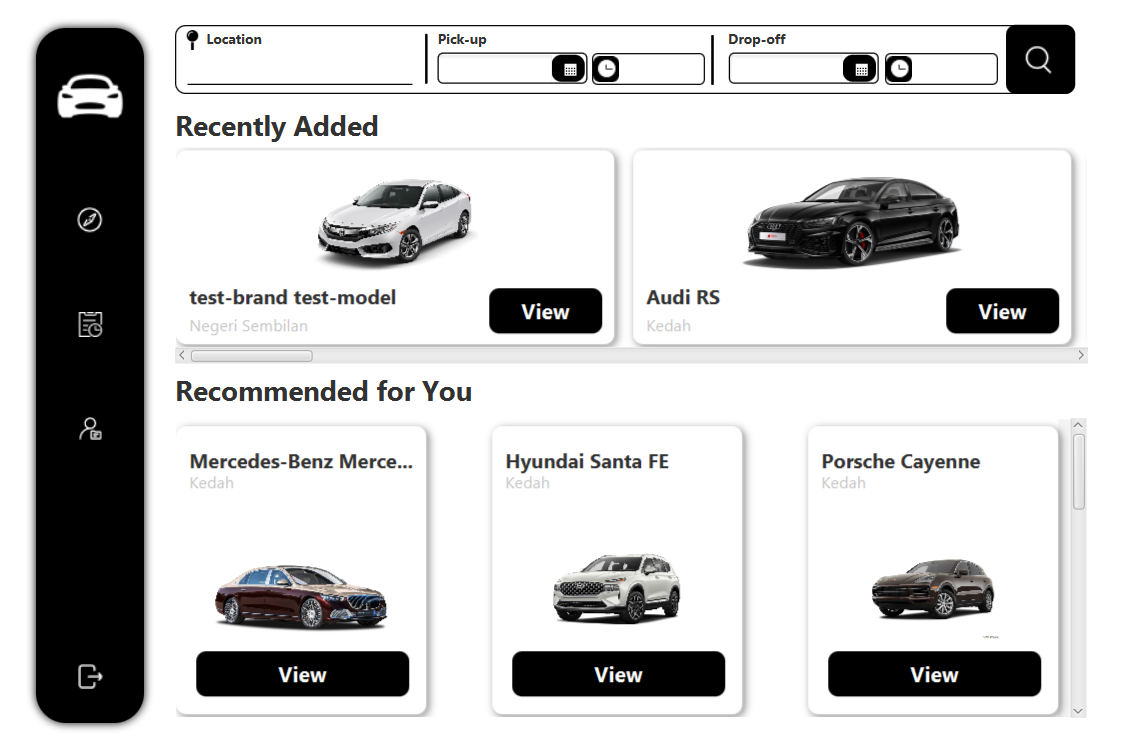 Location
Pick-up
Drop-off
Recently Added
test-brand test-model
Negeri Sembilan
View
Audi RS
Kedah
View
Recommended for You
Mercedes-Benz Merce...
Kedah
View
Hyundai Santa FE
Kedah
View
Porsche Cayenne
Kedah
View